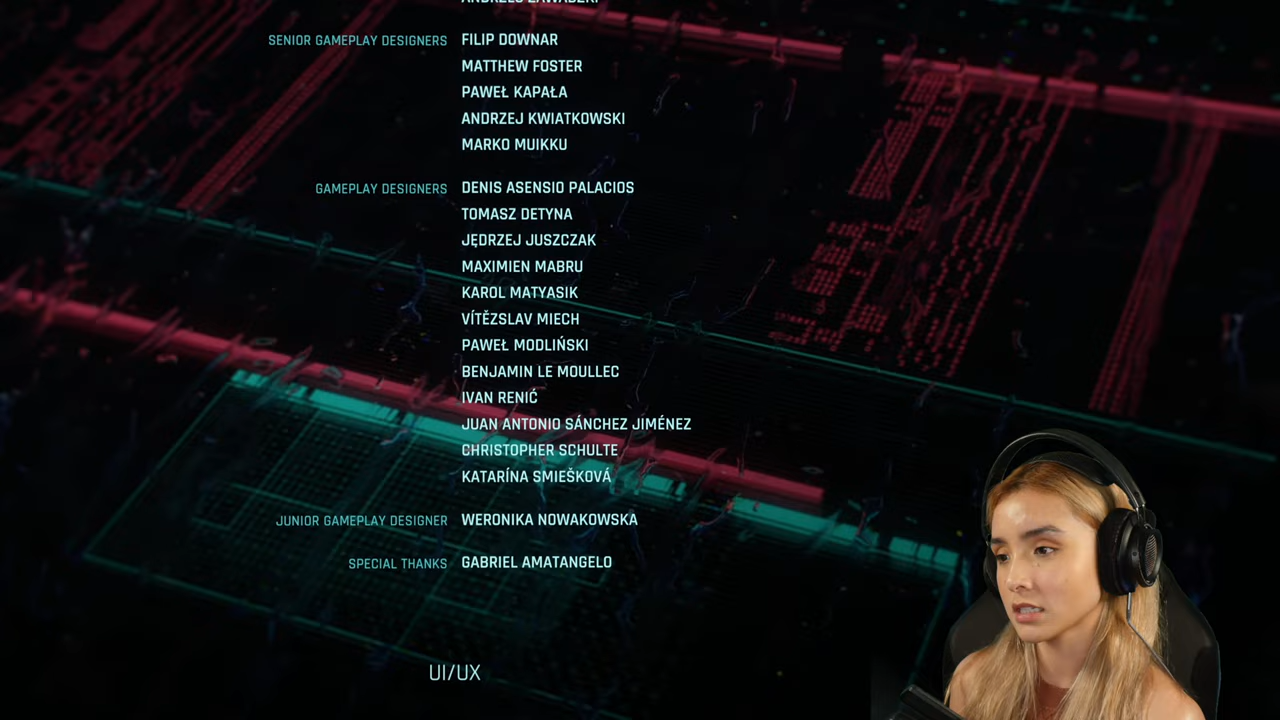 SENIOR GAMEPLAY DESIGNERS FILIP DOWNAR
MATTHEW FOSTER
PAWEŁ KAPAŁA
ANDRZEJ KWIATKOWSKI
MARKO MUIKKU
GAMEPLAY DESIGNERS DENIS ASENSIO PALACIOS
TOMASZ DETYNA
JĘDRZEJ JUSZCZAK
MAXIMIEN MABRU
KAROL MATYASIK
VÍTĚZSLAV MIECH
PAWEŁ MODLIŃSKI
BENJAMIN LE MOULLEC
IVAN RENIĆ
JUAN ANTONIO SÁNCHEZ JIMÉNEZ
CHRISTOPHER SCHULTE
KATARÍNA SMIEŠKOVÁ
JUNIOR GAMEPLAY DESIGNER WERONIKA NOWAKOWSKA
SPECIAL THANKS GABRIEL AMATANGELO
UI/UX